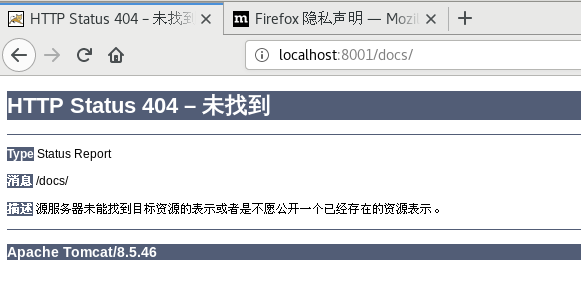 HTTP Status 404 – 未找到
Firefox 隐私声明 — Mozil
localhost:8001/docs/
HTTP Status 404 – 未找到
Type Status Report
消息 /docs/
描述 源服务器未能找到目标资源的表示或者是不愿公开一个已经存在的资源表示。
Apache Tomcat/8.5.46